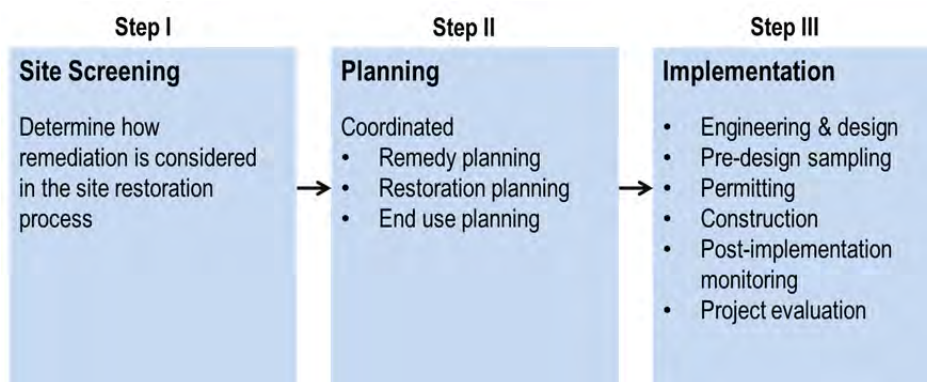 Step I
Site Screening
Determine how
remediation is considered
in the site restoration
process
Step II
Planning
Coordinated
• Remedy planning
• Restoration planning
• End use planning
Step III
Implementation
• Engineering & design
• Pre-design sampling
• Permitting
• Construction
• Post-implementation
monitoring
• Project evaluation